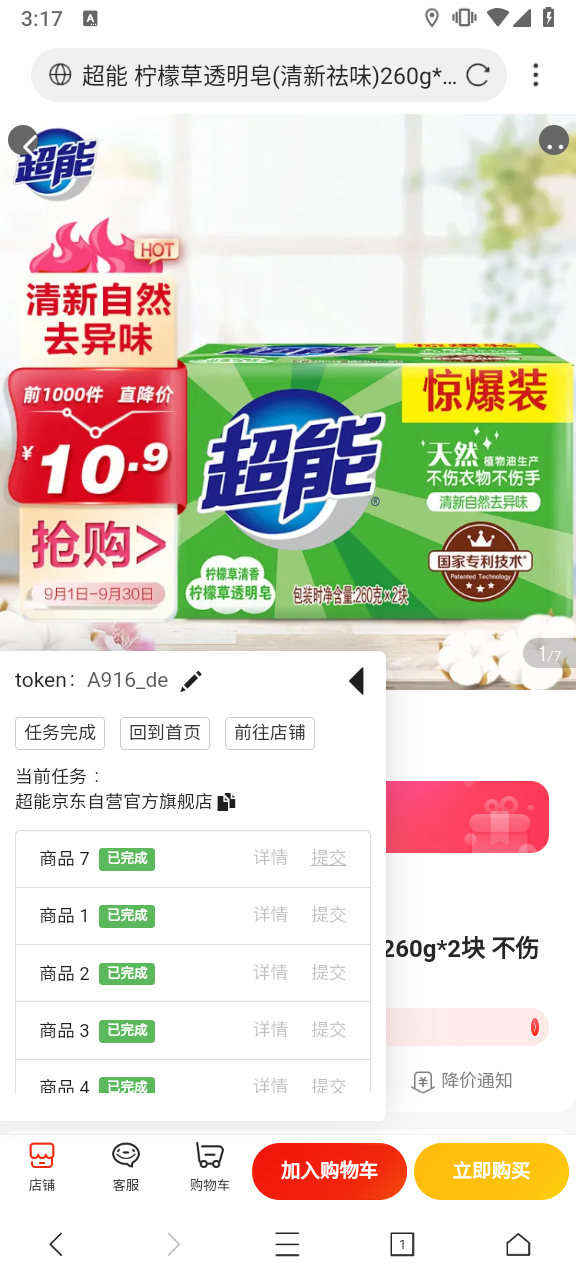 3:17
A
超能 柠檬草透明皂(清新祛味)260g*...
超能
HOT
清新自然
去异味
前1000件 直降价
¥10.9
抢购>
9月1日-9月30日
惊爆装
超能®
天然 植物油生产
不伤衣物不伤手
清新自然去异味
国家专利技术*
Patented Technology
柠檬草清香
柠檬草透明皂
包装时净含量:260克×2块
1/7
token: A916_de
任务完成 回到首页 前往店铺
当前任务：
超能京东自营官方旗舰店
商品 7 已完成 详情 提交
商品 1 已完成 详情 提交
商品 2 已完成 详情 提交
商品 3 已完成 详情 提交
商品 4 已完成 详情 提交
260g*2块 不伤
降价通知
店铺 客服 购物车 加入购物车 立即购买
1